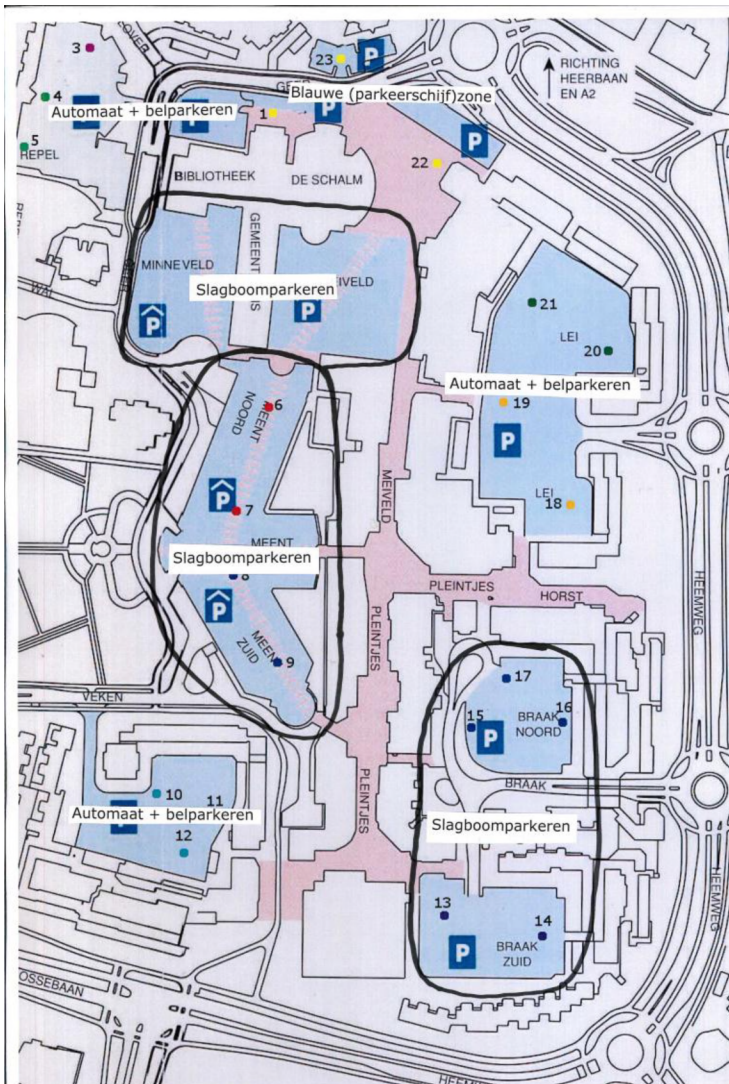 3
LOVER
23
P
RICHTING
HEERBAAN
EN A2
4
Automaat + belparkeren
P
P
Blauwe (parkeerschijf)zone
P
1
5
REPEL
22
P
BIBLIOTHEEK
DE SCHALM
MINNEVELD
Slagboomparkeren
P
P
21
LEI
20
Automaat + belparkeren
19
P
6
MEENT
NOORD
P
7
MEIVELD
LEI
18
MEENT
Slagboomparkeren
8
PLEINTJES
HORST
HEEMWEG
P
PLEINTJES
MEENT
ZUID
9
VEKEN
17
15
16
P
BRAAK
NOORD
10
11
PLEINTJES
BRAAK
Automaat + belparkeren
P
12
Slagboomparkeren
HEEMWEG
13
14
P
BRAAK
ZUID
OSSEBAAN
HEEMW